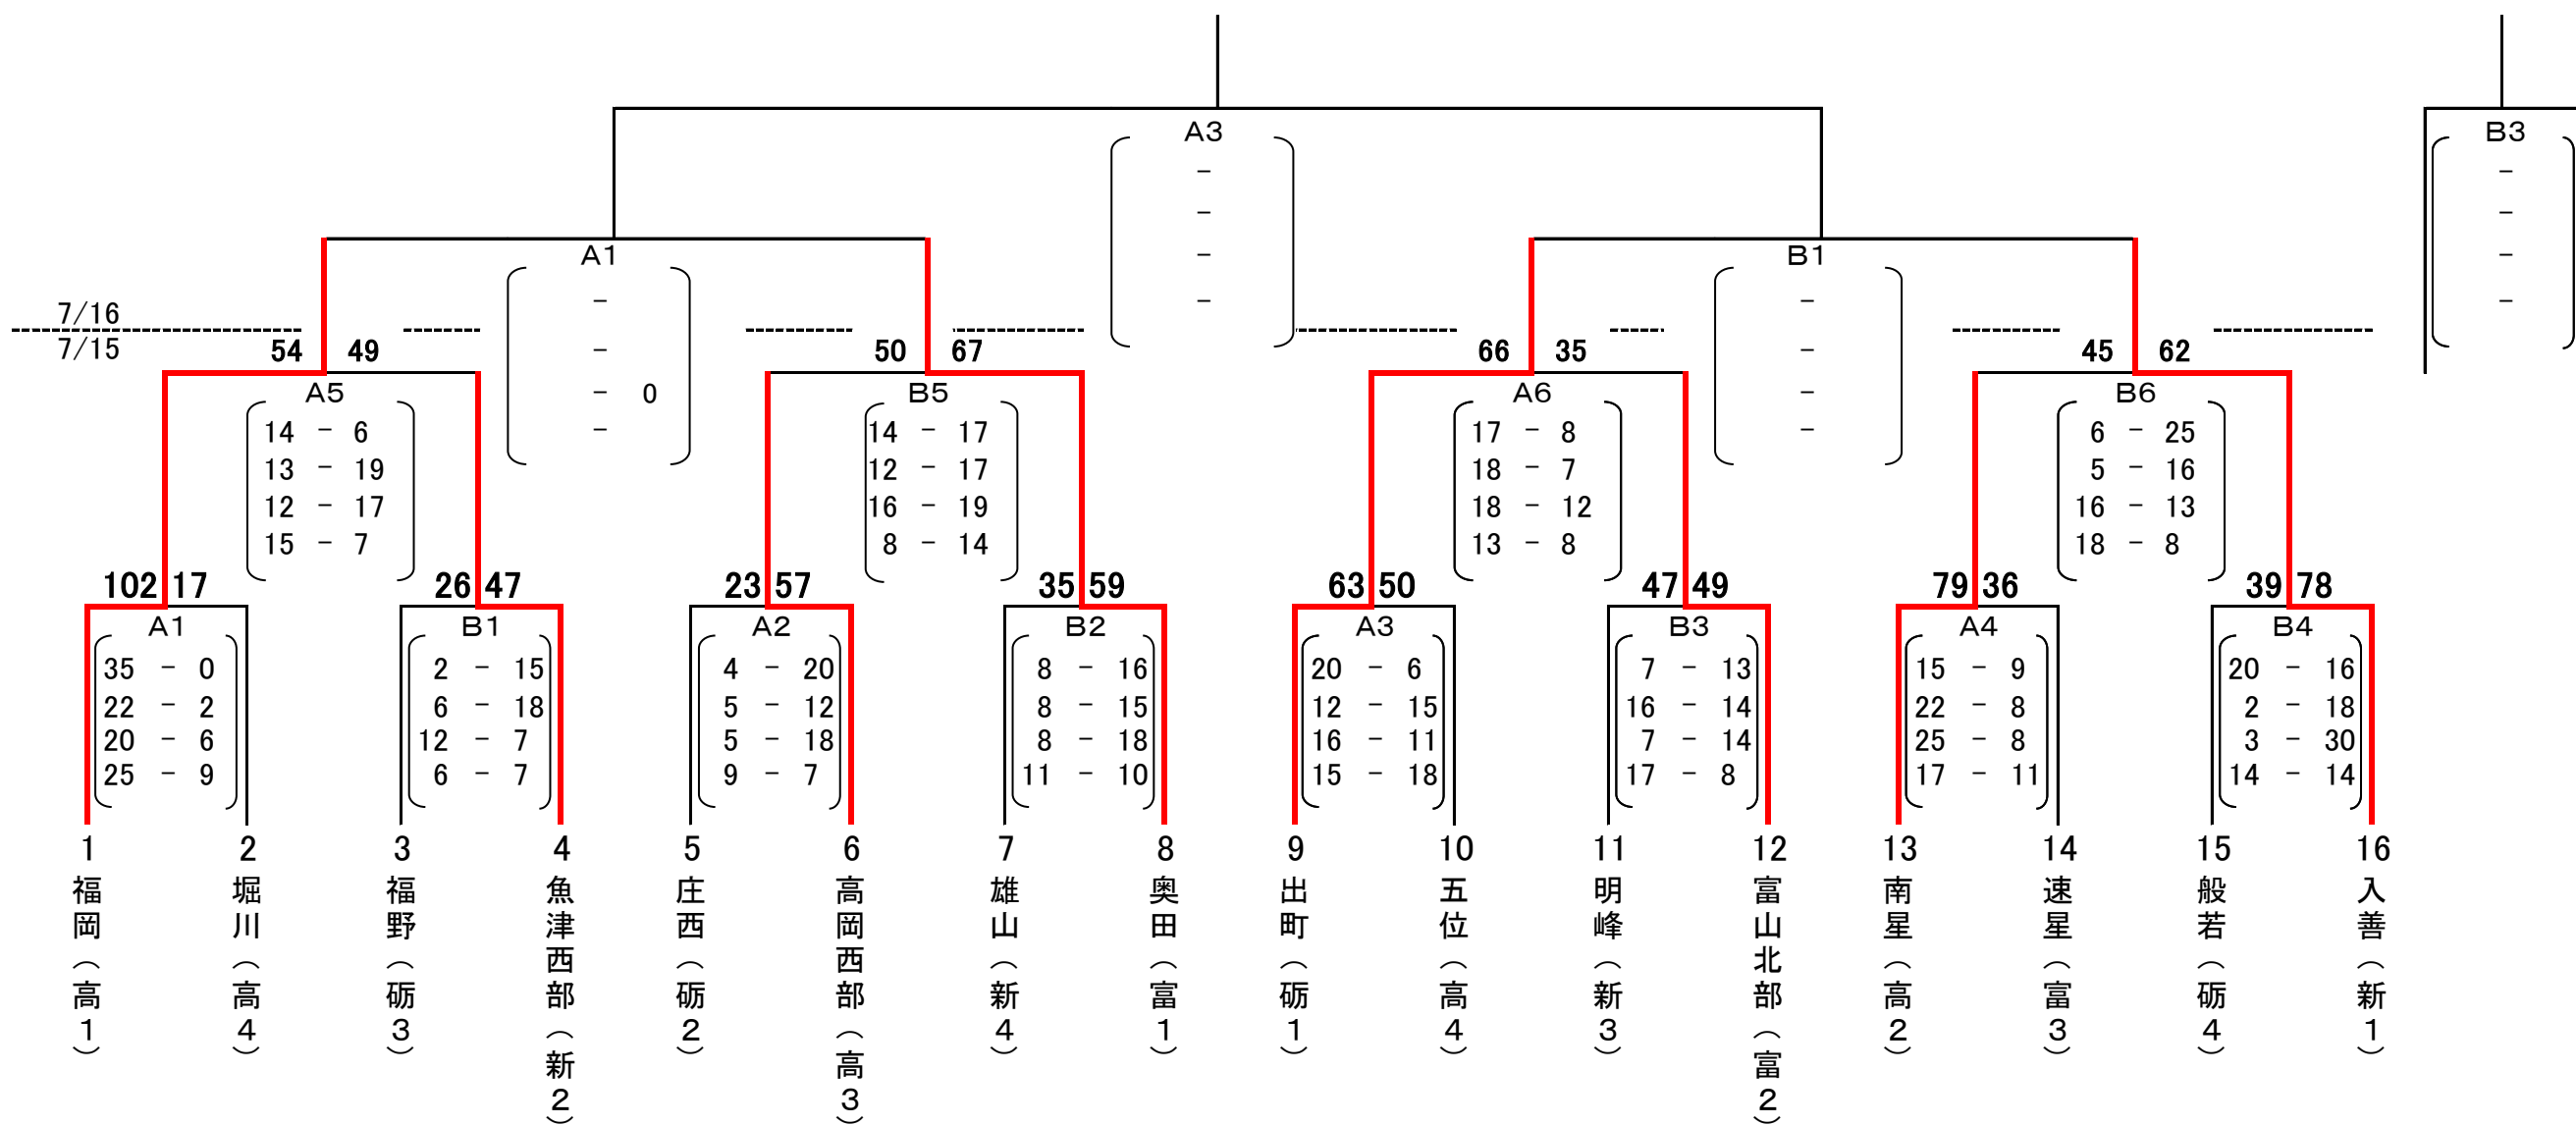 A3
B3
-
-
-
-
-
-
-
-
A1
B1
-
-
-
-
- 0
-
-
-
7/16
7/15
54 49
50 67
66 35
45 62
A5
14 - 6
13 - 19
12 - 17
15 - 7
B5
14 - 17
12 - 17
16 - 19
8 - 14
A6
17 - 8
18 - 7
18 - 12
13 - 8
B6
6 - 25
5 - 16
16 - 13
18 - 8
102 17
A1
35 - 0
22 - 2
20 - 6
25 - 9
26 47
B1
2 - 15
6 - 18
12 - 7
6 - 7
23 57
A2
4 - 20
5 - 12
5 - 18
9 - 7
35 59
B2
8 - 16
8 - 15
8 - 18
11 - 10
63 50
A3
20 - 6
12 - 15
16 - 11
15 - 18
47 49
B3
7 - 13
16 - 14
7 - 14
17 - 8
79 36
A4
15 - 9
22 - 8
25 - 8
17 - 11
39 78
B4
20 - 16
2 - 18
3 - 30
14 - 14
1
福岡（高1）
2
堀川（高4）
3
福野（砺3）
4
魚津西部（新2）
5
庄西（砺2）
6
高岡西部（高3）
7
雄山（新4）
8
奥田（富1）
9
出町（砺1）
10
五位（高4）
11
明峰（新3）
12
富山北部（富2）
13
南星（高2）
14
速星（富3）
15
般若（砺4）
16
入善（新1）